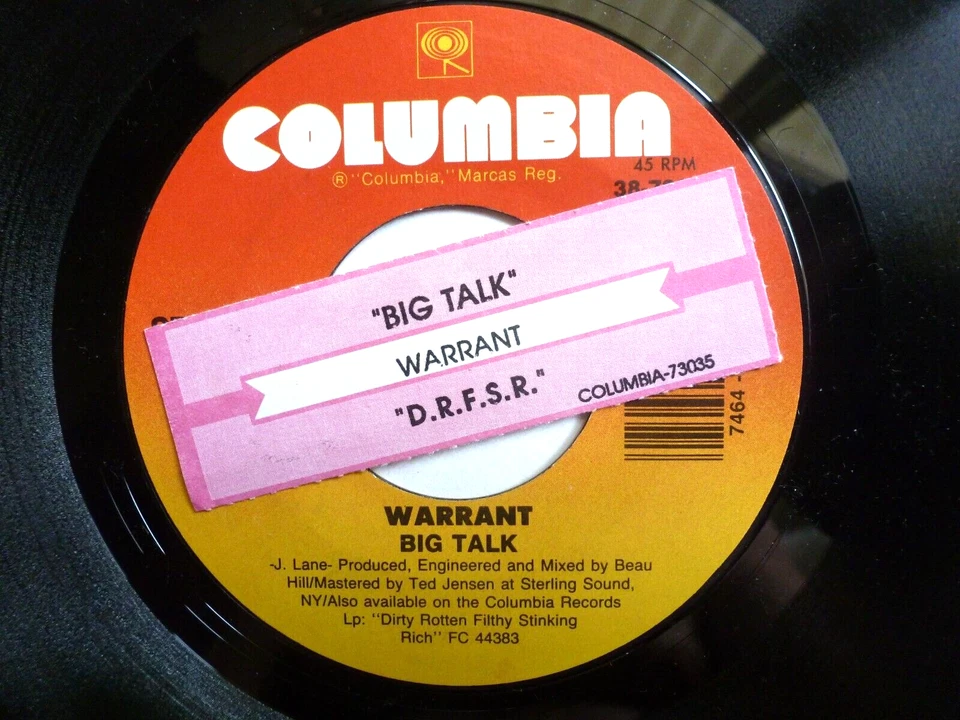 COLUMBIA
45 RPM
® "Columbia," Marcas Reg.
"BIG TALK"
WARRANT
"D.R.F.S.R."
COLUMBIA-73035
7464 -
WARRANT
BIG TALK
-J. Lane- Produced, Engineered and Mixed by Beau
Hill/Mastered by Ted Jensen at Sterling Sound,
NY/Also available on the Columbia Records
Lp: "Dirty Rotten Filthy Stinking
Rich" FC 44383